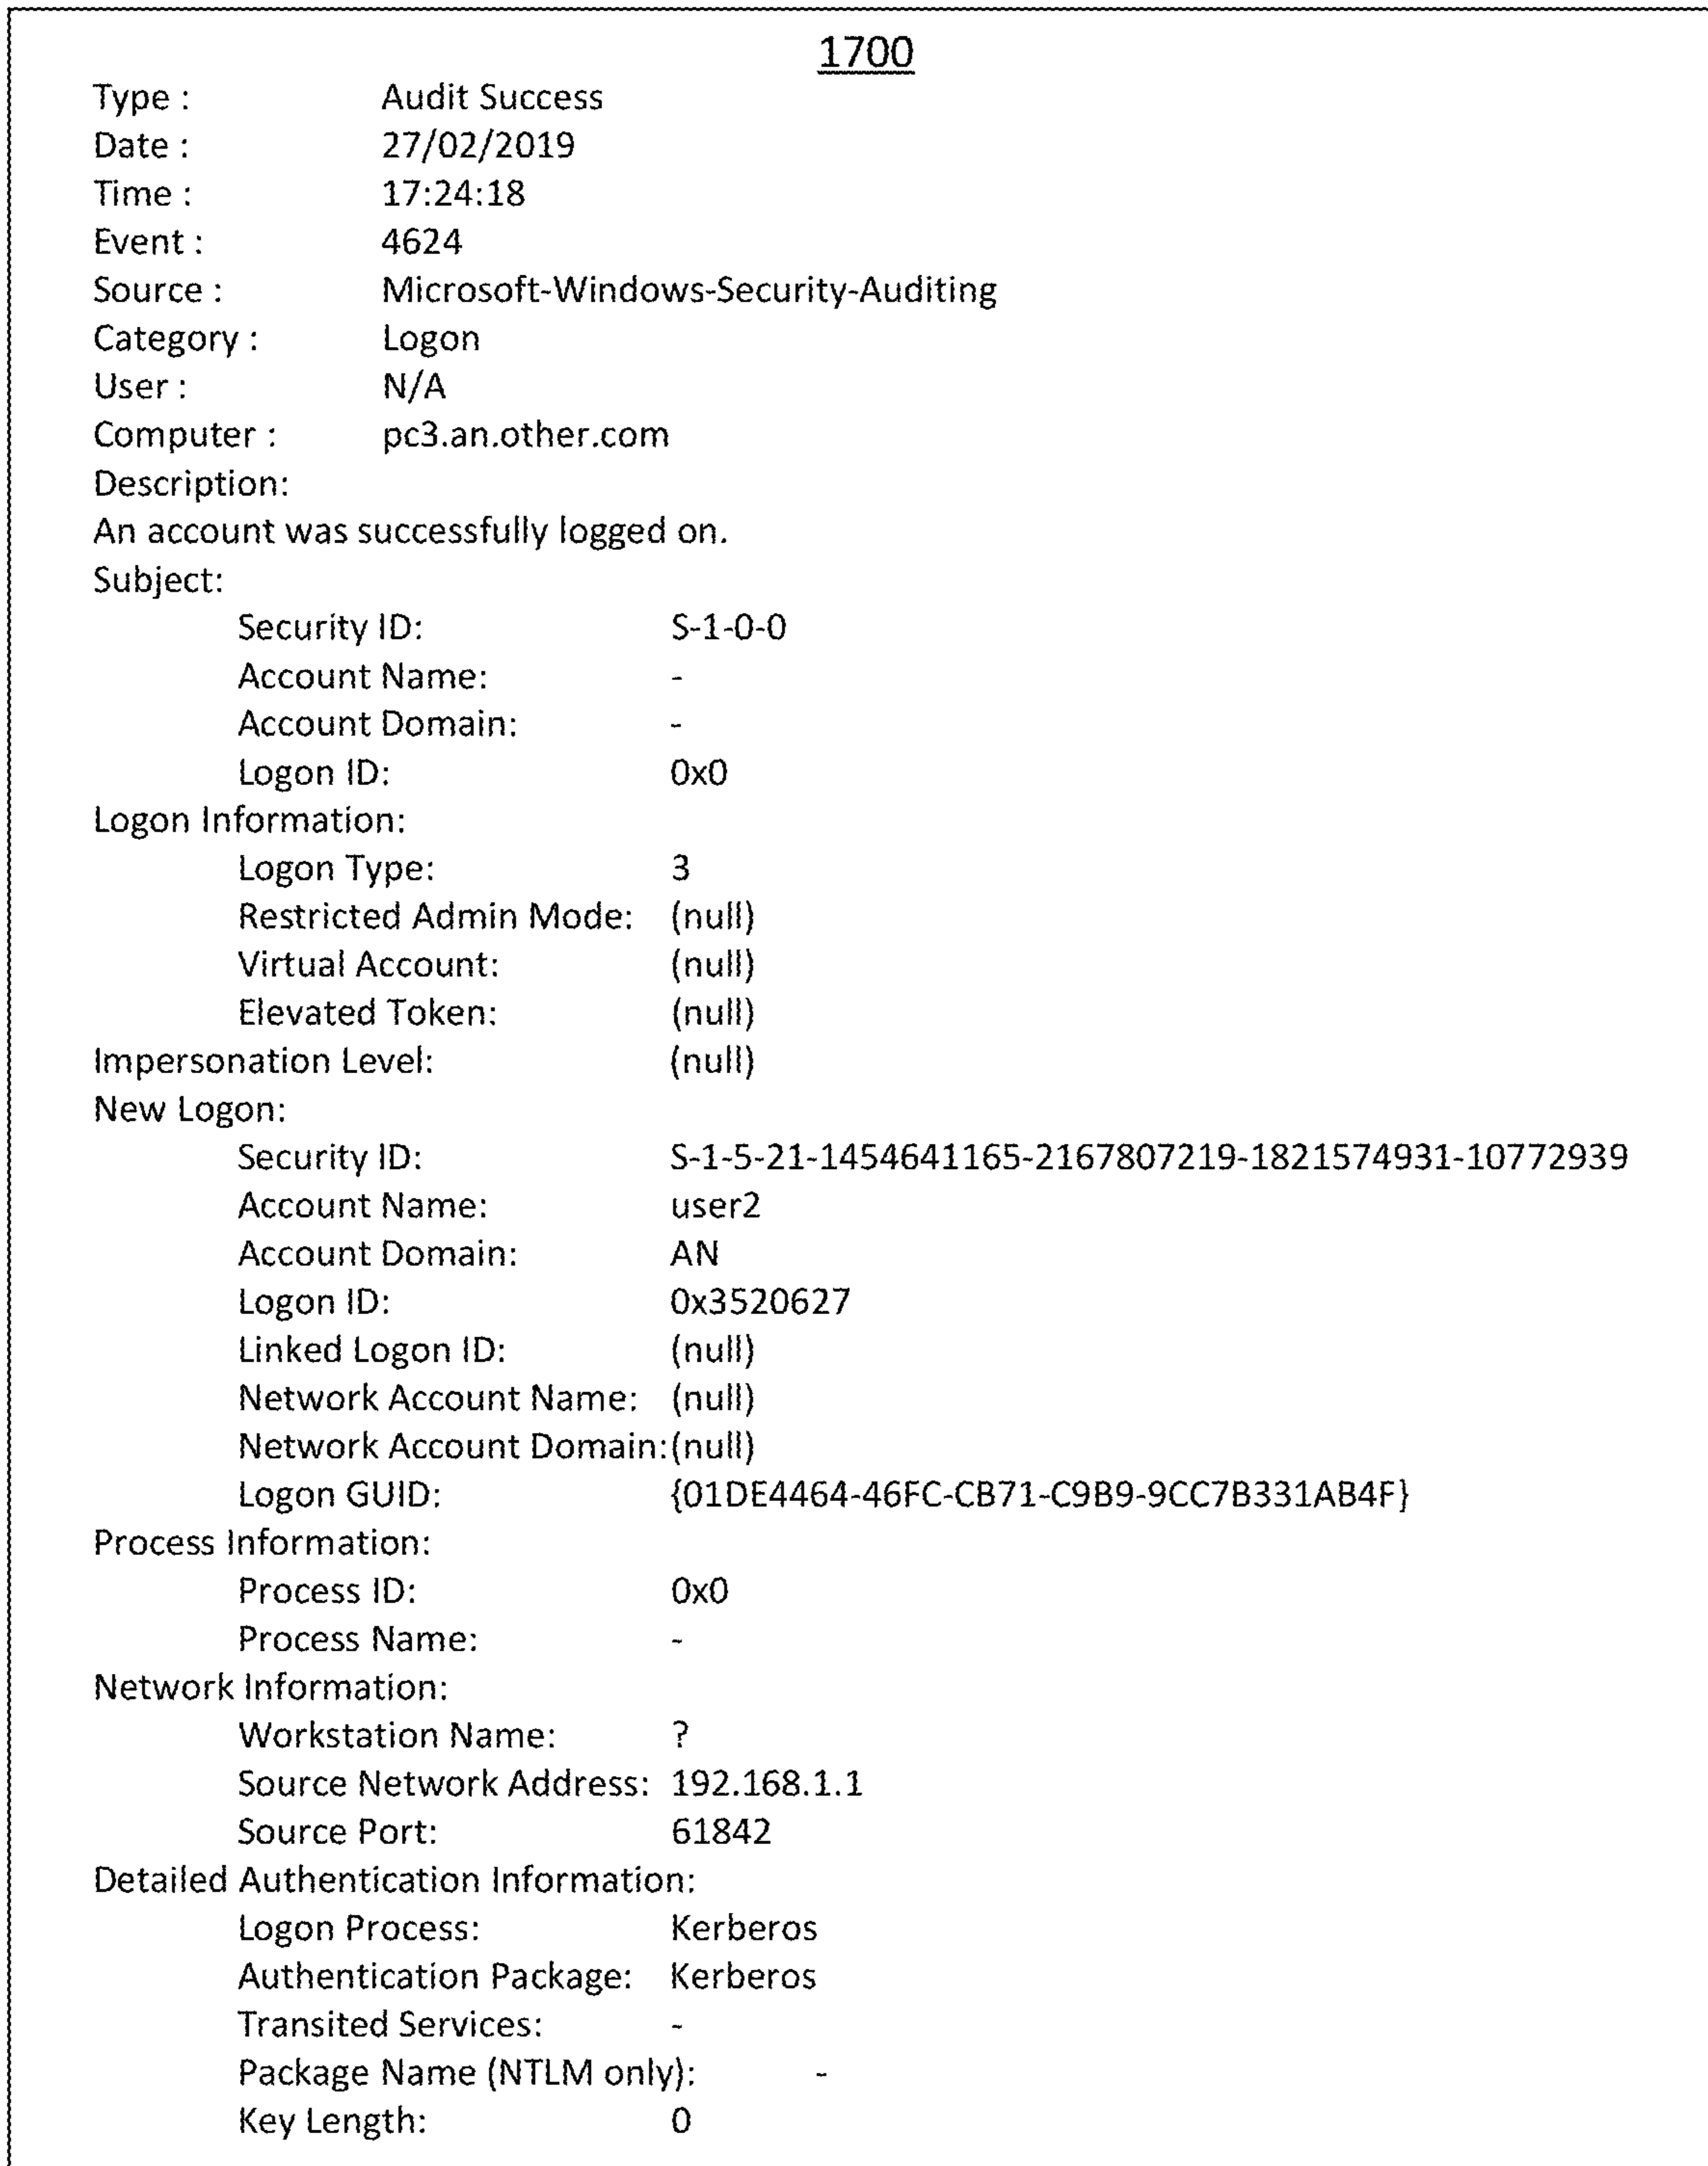 1700
Type : Audit Success
Date : 27/02/2019
Time : 17:24:18
Event : 4624
Source : Microsoft-Windows-Security-Auditing
Category : Logon
User : N/A
Computer : pc3.an.other.com
Description:
An account was successfully logged on.
Subject:
Security ID: S-1-0-0
Account Name: -
Account Domain: -
Logon ID: 0x0
Logon Information:
Logon Type: 3
Restricted Admin Mode: (null)
Virtual Account: (null)
Elevated Token: (null)
Impersonation Level: (null)
New Logon:
Security ID: S-1-5-21-1454641165-2167807219-1821574931-10772939
Account Name: user2
Account Domain: AN
Logon ID: 0x3520627
Linked Logon ID: (null)
Network Account Name: (null)
Network Account Domain:(null)
Logon GUID: {01DE4464-46FC-CB71-C9B9-9CC7B331AB4F}
Process Information:
Process ID: 0x0
Process Name: -
Network Information:
Workstation Name: ?
Source Network Address: 192.168.1.1
Source Port: 61842
Detailed Authentication Information:
Logon Process: Kerberos
Authentication Package: Kerberos
Transited Services: -
Package Name (NTLM only): -
Key Length: 0